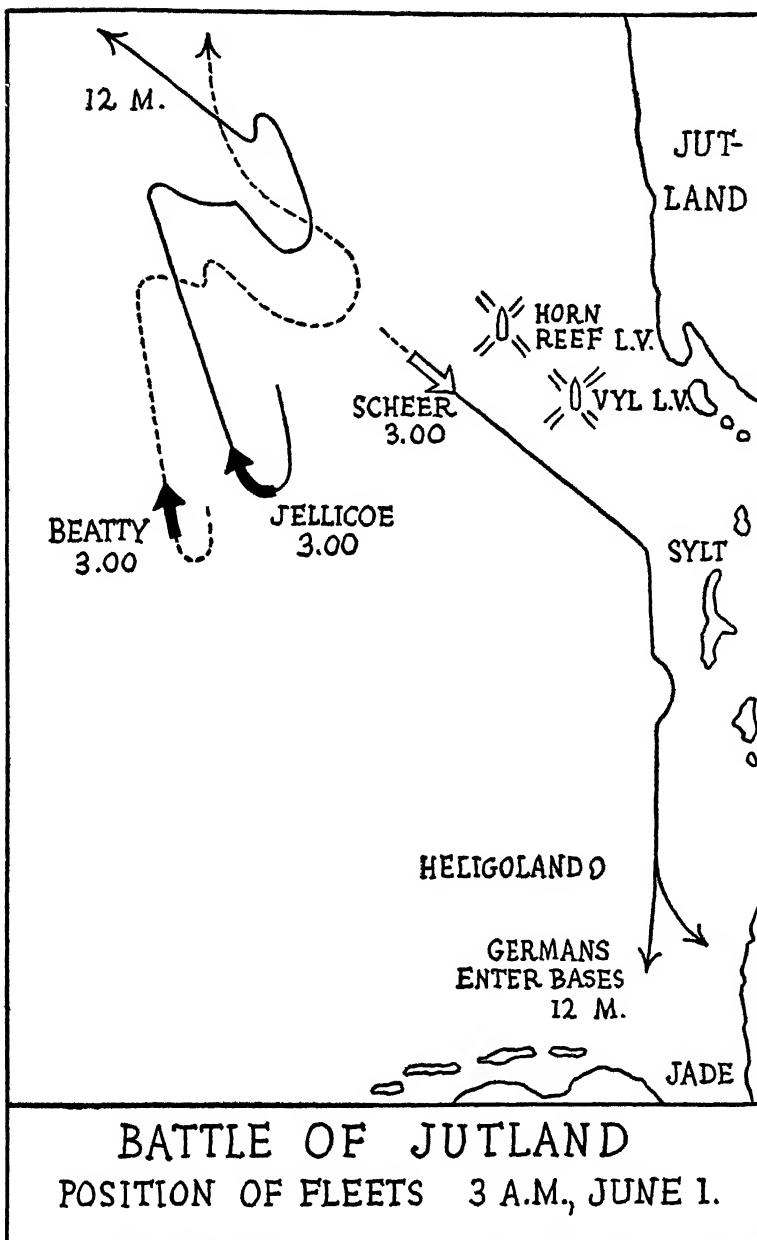 12 M.
JUT-
LAND
HORN
REEF L.V.
SCHEER
3.00
VYL L.V.
BEATTY
3.00
JELLICOE
3.00
SYLT
HELIGOLAND
GERMANS
ENTER BASES
12 M.
JADE
BATTLE OF JUTLAND
POSITION OF FLEETS 3 A.M., JUNE 1.